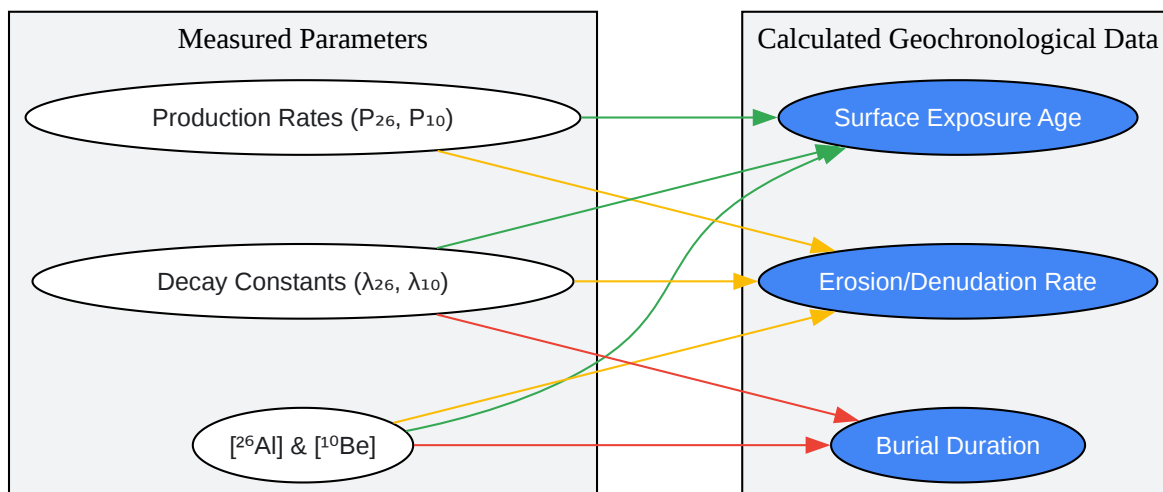 Measured Parameters
Production Rates (P₂₆, P₁₀)
Decay Constants (λ₂₆, λ₁₀)
[²⁶Al] & [¹⁰Be]
Calculated Geochronological Data
Surface Exposure Age
Erosion/Denudation Rate
Burial Duration